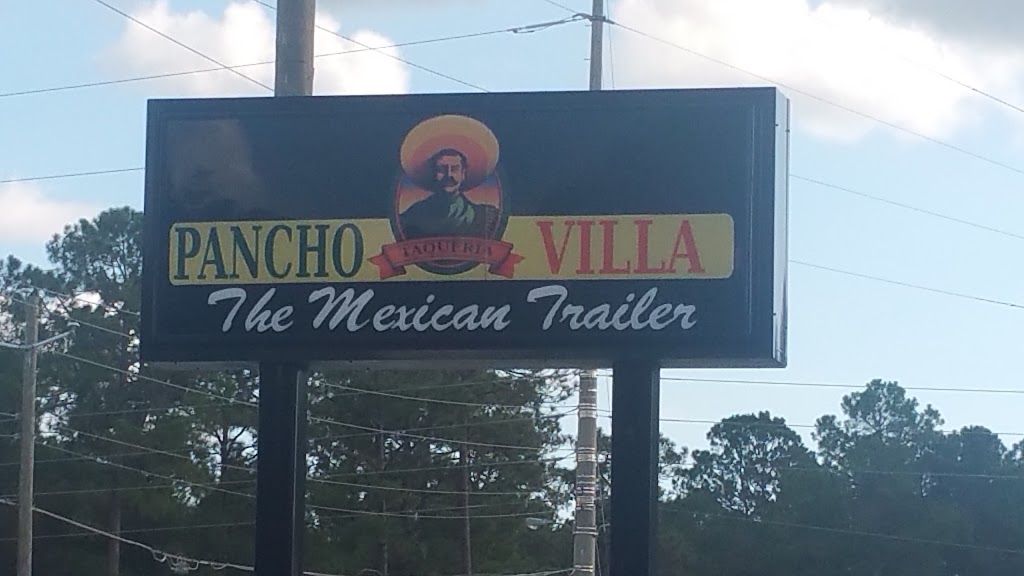 PANCHO TAQUERIA VILLA
The Mexican Trailer